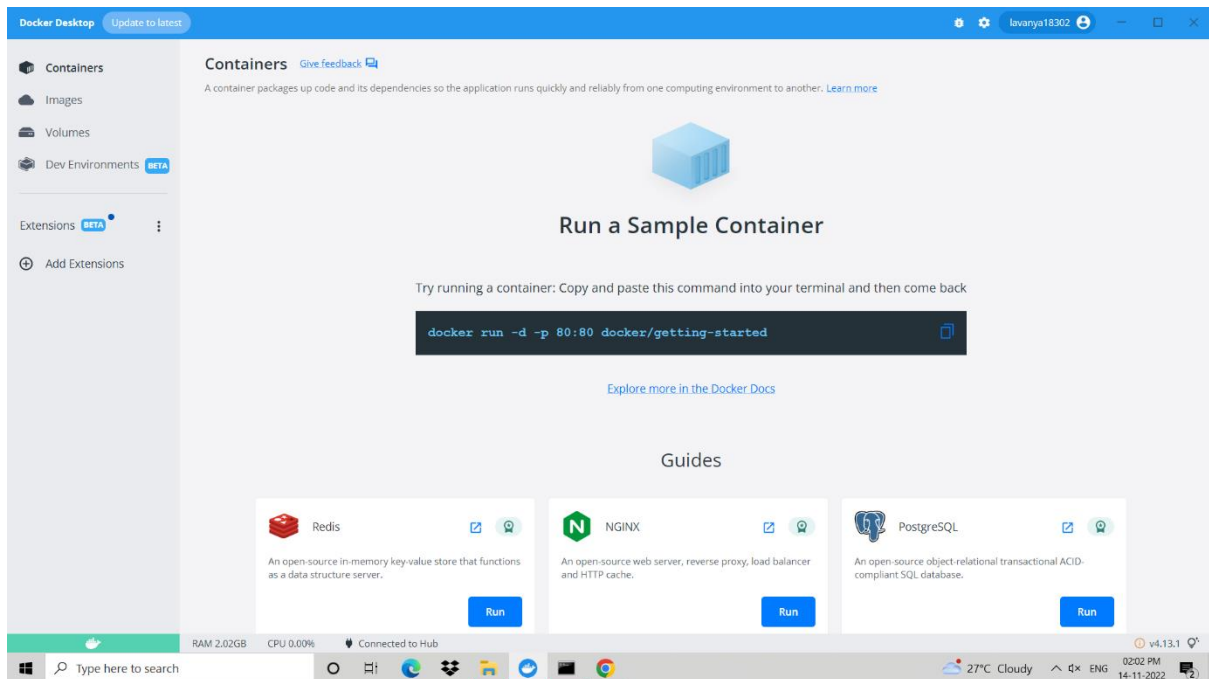 Docker Desktop Update to latest
lavanya18302
Containers
Images
Volumes
Dev Environments BETA
Extensions BETA
Add Extensions
Containers Give feedback
A container packages up code and its dependencies so the application runs quickly and reliably from one computing environment to another. Learn more
Run a Sample Container
Try running a container: Copy and paste this command into your terminal and then come back
docker run -d -p 80:80 docker/getting-started
Explore more in the Docker Docs
Guides
Redis
An open-source in-memory key-value store that functions
as a data structure server.
Run
NGINX
An open-source web server, reverse proxy, load balancer
and HTTP cache.
Run
PostgreSQL
An open-source object-relational transactional ACID-
compliant SQL database.
Run
RAM 2.02GB CPU 0.00% Connected to Hub
v4.13.1
Type here to search
27°C Cloudy
ENG
02:02 PM
14-11-2022
2